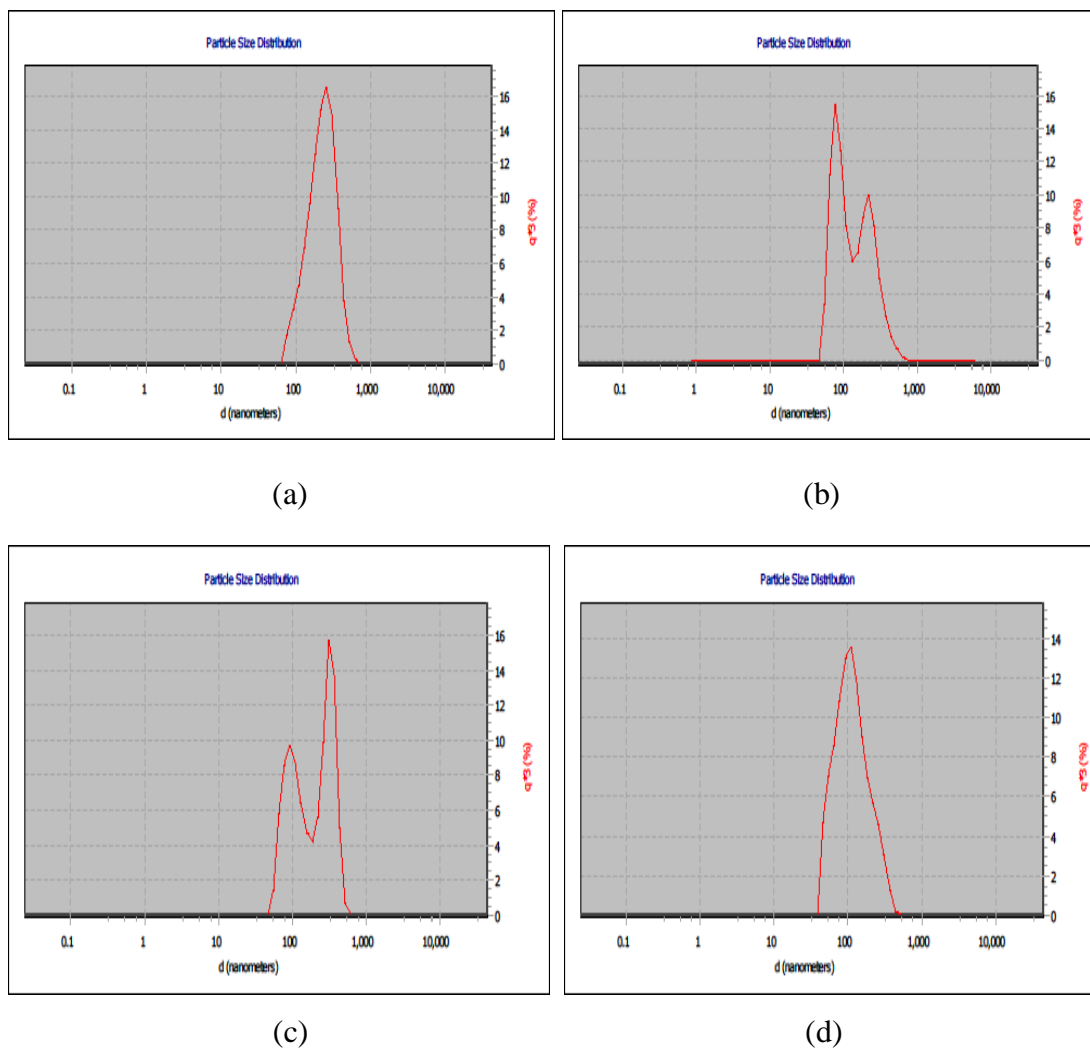 Particle Size Distribution
16
14
12
10
8
6
4
2
0
q*3 (%)
0.1 1 10 100 1,000 10,000
d (nanometers)
(a)
Particle Size Distribution
16
14
12
10
8
6
4
2
0
q*3 (%)
0.1 1 10 100 1,000 10,000
d (nanometers)
(b)
Particle Size Distribution
16
14
12
10
8
6
4
2
0
q*3 (%)
0.1 1 10 100 1,000 10,000
d (nanometers)
(c)
Particle Size Distribution
14
12
10
8
6
4
2
0
q*3 (%)
0.1 1 10 100 1,000 10,000
d (nanometers)
(d)